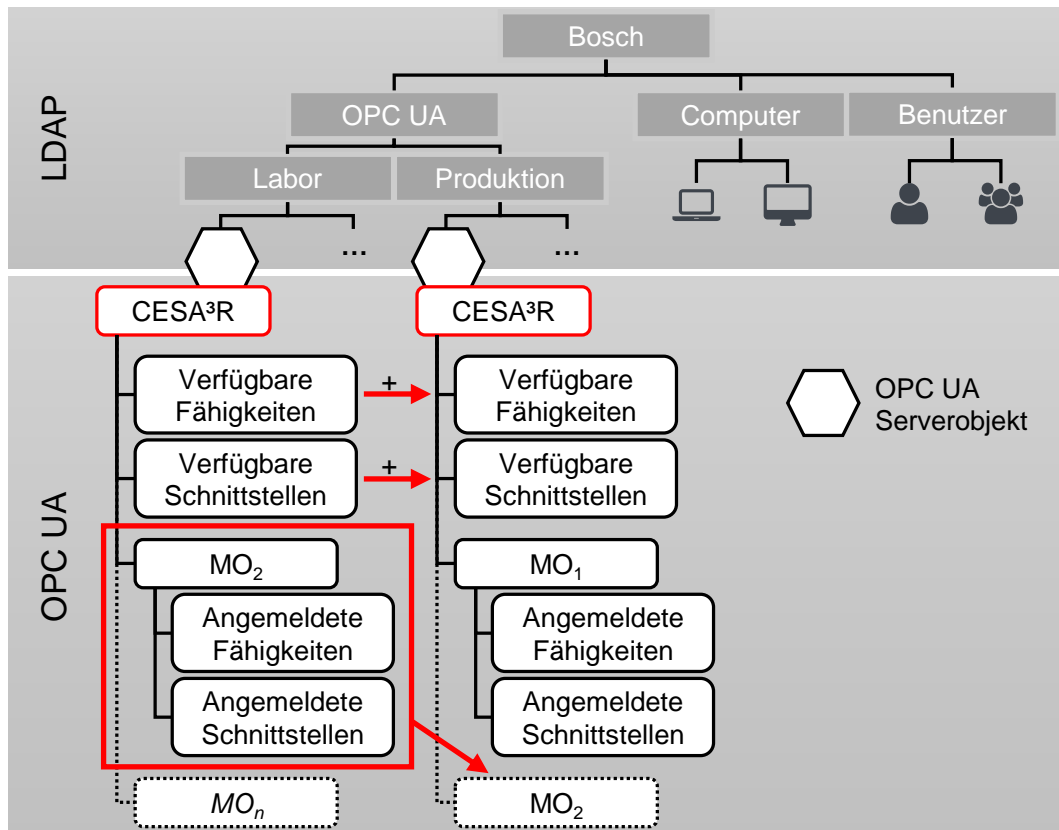 LDAP
Bosch
OPC UA
Computer
Benutzer
Labor
Produktion
...
...
CESA³R
CESA³R
Verfügbare
Fähigkeiten
+
Verfügbare
Fähigkeiten
OPC UA
Serverobjekt
Verfügbare
Schnittstellen
+
Verfügbare
Schnittstellen
OPC UA
MO₂
MO₁
Angemeldete
Fähigkeiten
Angemeldete
Fähigkeiten
Angemeldete
Schnittstellen
Angemeldete
Schnittstellen
MOₙ
MO₂